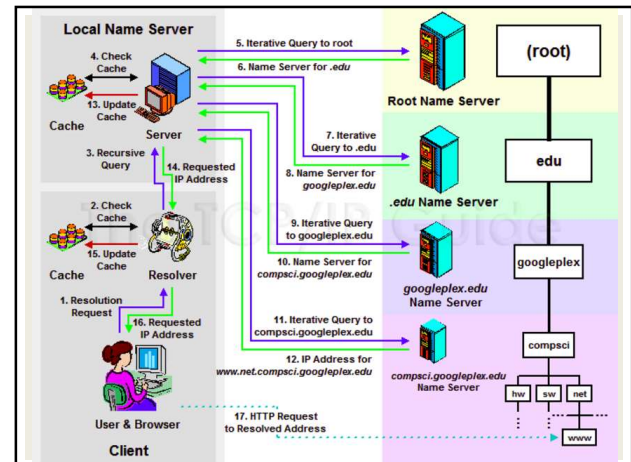 Local Name Server
4. Check
Cache
13. Update
Cache
Cache
Server
3. Recursive
Query
14. Requested
IP Address
5. Iterative Query to root
6. Name Server for .edu
7. Iterative
Query to .edu
8. Name Server for
googleplex.edu
9. Iterative Query
to googleplex.edu
10. Name Server for
compsci.googleplex.edu
11. Iterative Query to
compsci.googleplex.edu
12. IP Address for
www.net.compsci.googleplex.edu
17. HTTP Request
to Resolved Address
2. Check
Cache
15. Update
Cache
Cache
Resolver
1. Resolution
Request
16. Requested
IP Address
User & Browser
Client
The TCP/IP Guide
Root Name Server
.edu Name Server
googleplex.edu
Name Server
compsci.googleplex.edu
Name Server
(root)
edu
googleplex
compsci
hw sw net
www